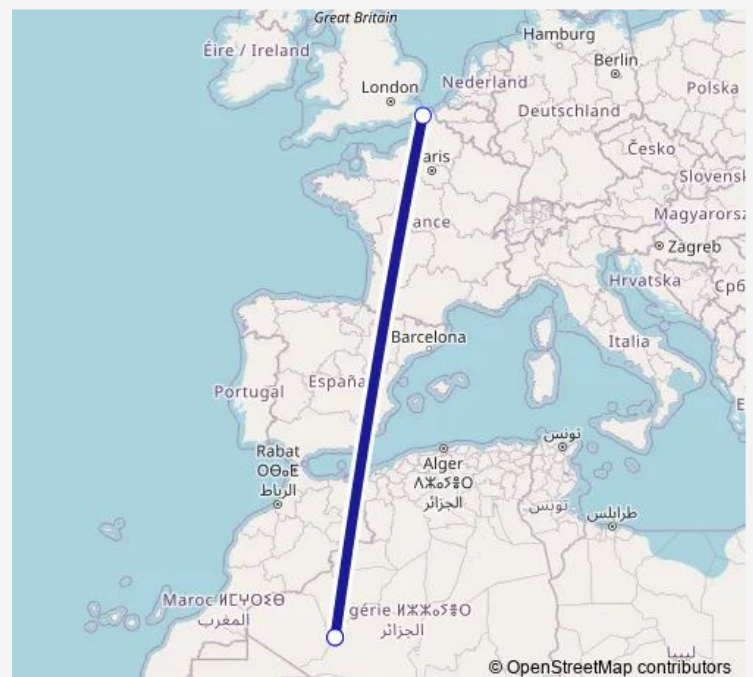 Great Britain
Hamburg
Éire / Ireland
Berlin
London
Nederland
Polska
Deutschland
Česko
aris
Slovensk
ance
Magyarorsz
Zagreb
Hrvatska
Срб
Barcelona
Italia
España
Portugal
E
تونس
Rabat
ⵔⴱⴰⵟ
الرباط
Alger
ⴷⵣⴰⵢⴻⵔ
الجزائر
تونس
طرابلس
Maroc ⵍⵎⵖⵔⵉⴱ
المغرب
gérie
الجزائر
ليبيا
© OpenStreetMap contributors